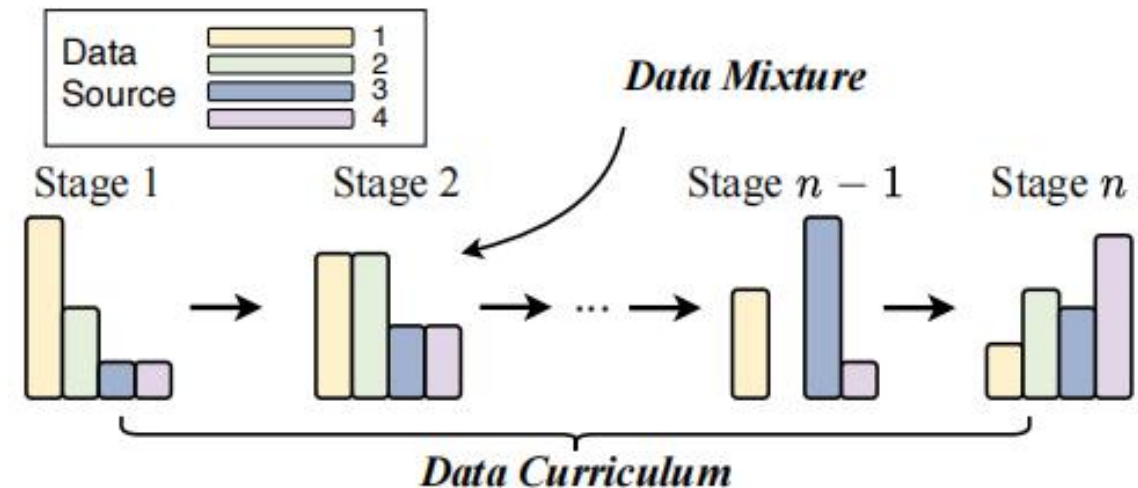 Data Source
1
2
3
4
Data Mixture
Stage 1
Stage 2
Stage n − 1
Stage n
...
Data Curriculum